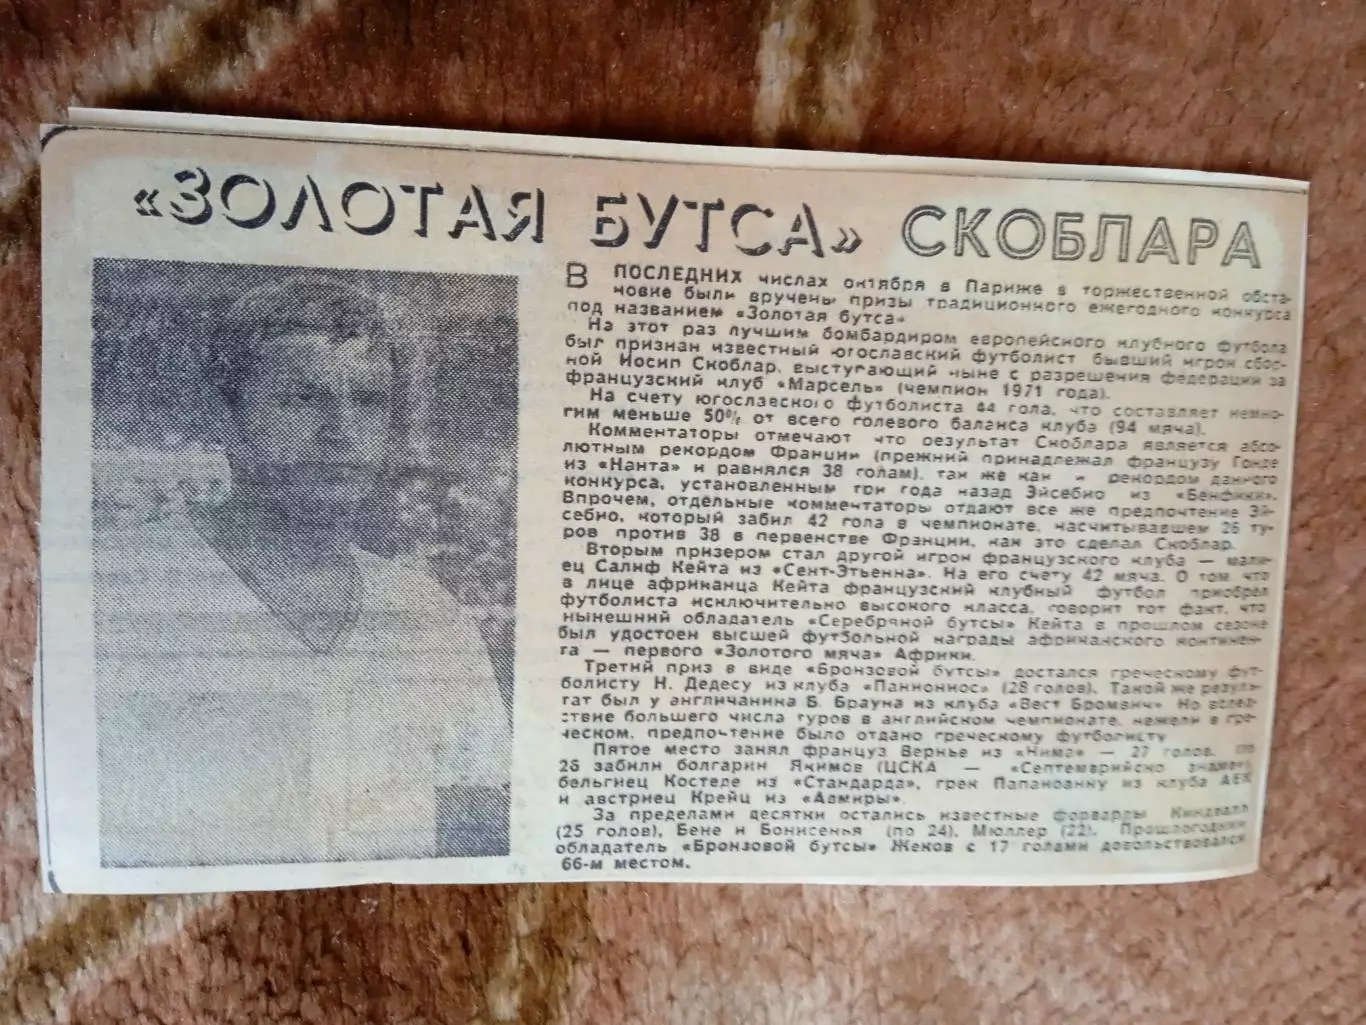 «ЗОЛОТАЯ БУТСА» СКОБЛАРА
В ПОСЛЕДНИХ числах октября в Париже в торжественной обста-
новке были вручены призы традиционного ежегодного конкурса
под названием «Золотая бутса»
На этот раз лучшим бомбардиром европейского клубного футбола
был признан известный югославский футболист бывший игрок сбор-
ной Иосип Скоблар, выступающий ныне с разрешения федерации за
французский клуб «Марсель» (чемпион 1971 года).
На счету югославского футболиста 44 гола, что составляет немно-
гим меньше 50% от всего голевого баланса клуба (94 мяча).
Комментаторы отмечают что результат Скоблара является абсо-
лютным рекордом Франции (прежний принадлежал французу Гонде
из «Нанта» и равнялся 38 голам), так же как и рекордом данного
конкурса, установленным три года назад Эйсебио из «Бенфики».
Впрочем, отдельные комментаторы отдают все же предпочтение Эй-
себио, который забил 42 гола в чемпионате, насчитывавшем 26 ту-
ров против 38 в первенстве Франции, как это сделал Скоблар.
Вторым призером стал другой игрок французского клуба — мали-
ец Салиф Кейта из «Сент-Этьенна». На его счету 42 мяча. О том, что
в лице африканца Кейта французский клубный футбол приобрел
футболиста исключительно высокого класса, говорит тот факт, что
нынешний обладатель «Серебряной бутсы» Кейта в прошлом сезоне
был удостоен высшей футбольной награды африканского континен-
та — первого «Золотого мяча» Африки.
Третий приз в виде «Бронзовой бутсы» достался греческому фут-
болисту Н. Дедесу из клуба «Паниониос» (28 голов). Такой же резуль-
тат был у англичанина Б. Брауна из клуба «Вест Бромвич» Но вслед-
ствие большего числа туров в английском чемпионате, нежели в гре-
ческом, предпочтение было отдано греческому футболисту
Пятое место занял француз Вернье из «Нима» — 27 голов. По
26 забили болгарин Якимов (ЦСКА — «Септемврийско знаме»),
бельгиец Костеде из «Стандарда», грек Папаиоанну из клуба АЕК
и австриец Крейц из «Адмиры».
За пределами десятки остались известные форварды Киндвалл
(25 голов), Бене и Бонисенья (по 24), Мюллер (22). Прошлогодний
обладатель «Бронзовой бутсы» Жеков с 17 голами довольствовался
66-м местом.